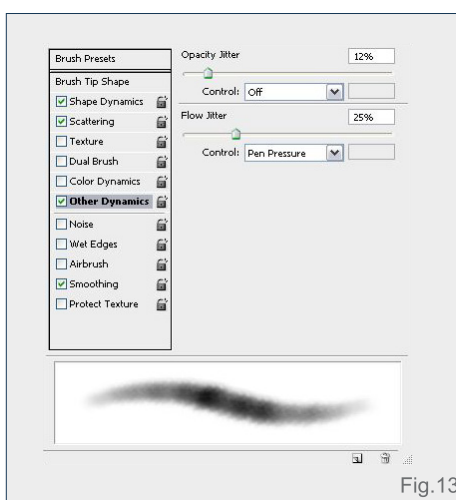 Brush Presets
Brush Tip Shape
Shape Dynamics
Scattering
Texture
Dual Brush
Color Dynamics
Other Dynamics
Noise
Wet Edges
Airbrush
Smoothing
Protect Texture
Opacity Jitter 12%
Control: Off
Flow Jitter 25%
Control: Pen Pressure
Fig.13